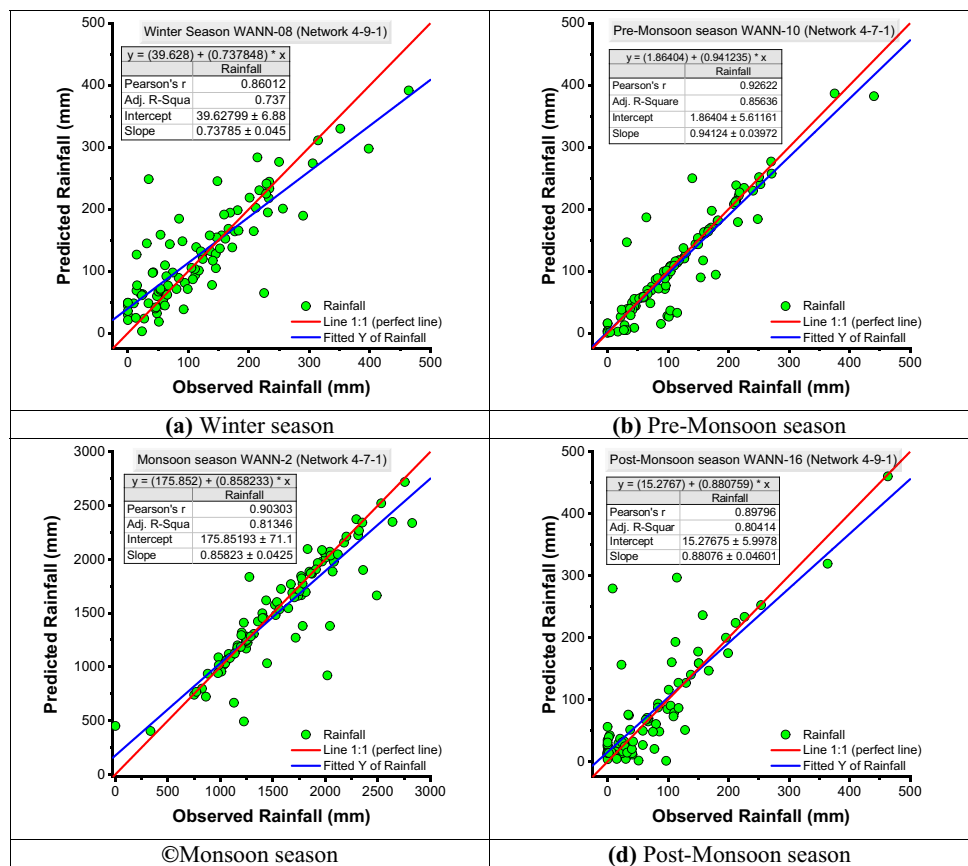 Winter Season WANN-08 (Network 4-9-1)
y = (39.628) + (0.737848) * x
Rainfall
Pearson's r 0.86012
Adj. R-Squa 0.737
Intercept 39.62799 ± 6.88
Slope 0.73785 ± 0.045
500
400
300
200
100
0
Predicted Rainfall (mm)
Rainfall
Line 1:1 (perfect line)
Fitted Y of Rainfall
0 100 200 300 400 500
Observed Rainfall (mm)
(a) Winter season
Pre-Monsoon season WANN-10 (Network 4-7-1)
y = (1.86404) + (0.941235) * x
Rainfall
Pearson's r 0.92622
Adj. R-Square 0.85636
Intercept 1.86404 ± 5.61161
Slope 0.94124 ± 0.03972
500
400
300
200
100
0
Predicted Rainfall (mm)
Rainfall
Line 1:1 (perfect line)
Fitted Y of Rainfall
0 100 200 300 400 500
Observed Rainfall (mm)
(b) Pre-Monsoon season
Monsoon season WANN-2 (Network 4-7-1)
y = (175.852) + (0.858233) * x
Rainfall
Pearson's r 0.90303
Adj. R-Squa 0.81346
Intercept 175.85193 ± 71.1
Slope 0.85823 ± 0.0425
3000
2500
2000
1500
1000
500
0
Predicted Rainfall (mm)
Rainfall
Line 1:1 (perfect line)
Fitted Y of Rainfall
0 500 1000 1500 2000 2500 3000
Observed Rainfall (mm)
©Monsoon season
Post-Monsoon season WANN-16 (Network 4-9-1)
y = (15.2767) + (0.880759) * x
Rainfall
Pearson's r 0.89796
Adj. R-Squar 0.80414
Intercept 15.27675 ± 5.9978
Slope 0.88076 ± 0.04601
500
400
300
200
100
0
Predicted Rainfall (mm)
Rainfall
Line 1:1 (perfect line)
Fitted Y of Rainfall
0 100 200 300 400 500
Observed Rainfall (mm)
(d) Post-Monsoon season